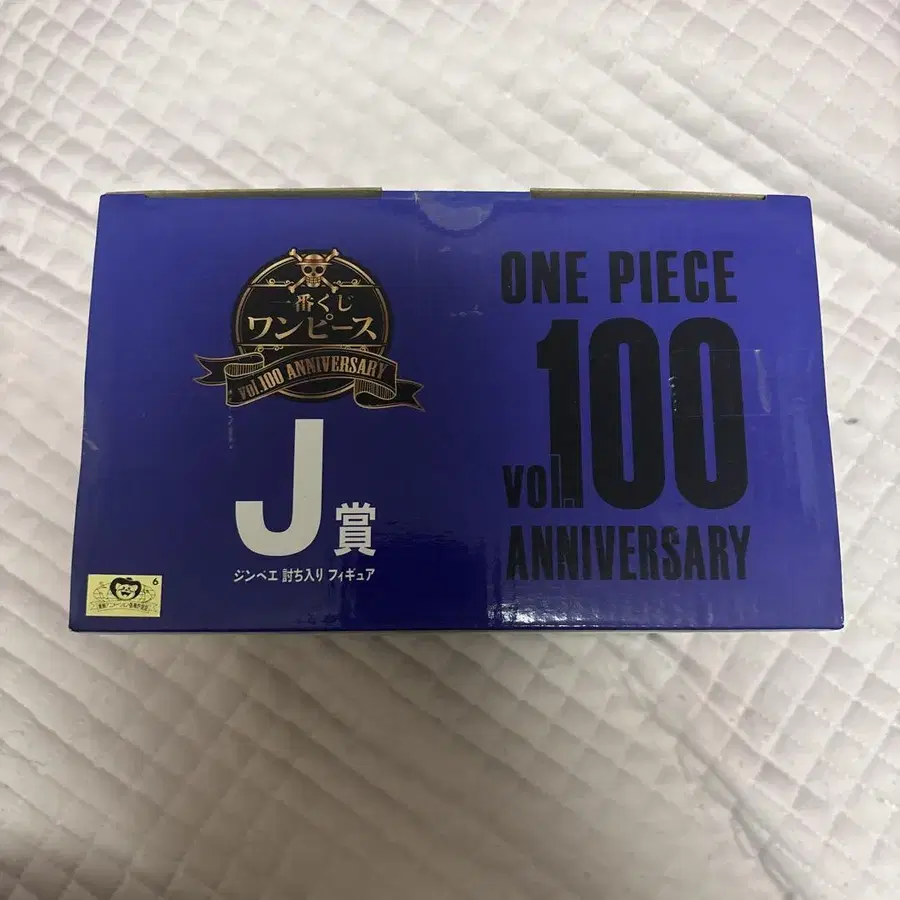 一番くじ
ワンピース
vol.100 ANNIVERSARY
J賞
ジンベエ 討ち入り フィギュア
ONE PIECE
vol.100
ANNIVERSARY
6